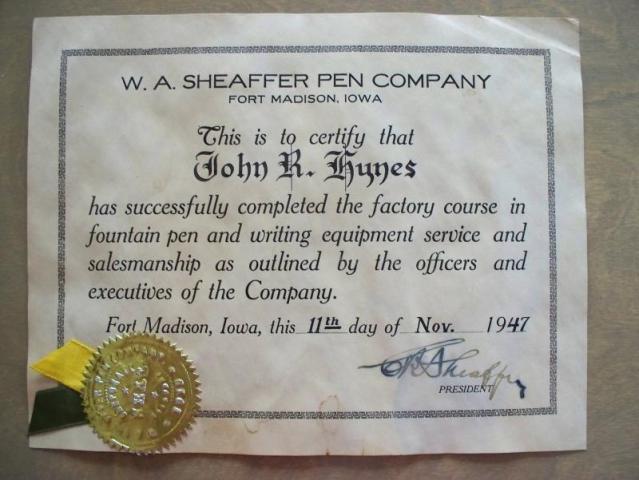 W. A. SHEAFFER PEN COMPANY
FORT MADISON, IOWA
This is to certify that
John R. Hynes
has successfully completed the factory course in
fountain pen and writing equipment service and
salesmanship as outlined by the officers and
executives of the Company.
Fort Madison, Iowa, this 11th day of Nov. 1947
Sheaffer
PRESIDENT